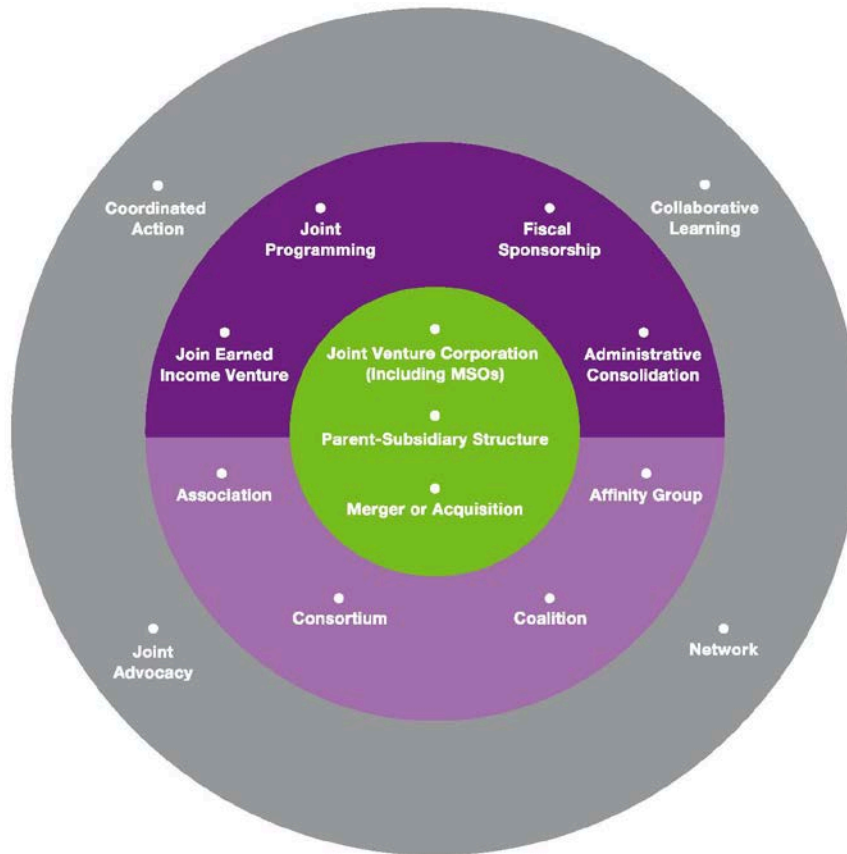 Coordinated
Action
Joint
Programming
Fiscal
Sponsorship
Collaborative
Learning
Join Earned
Income Venture
Joint Venture Corporation
(Including MSOs)
Administrative
Consolidation
Parent-Subsidiary Structure
Association
Merger or Acquisition
Affinity Group
Consortium
Coalition
Joint
Advocacy
Network